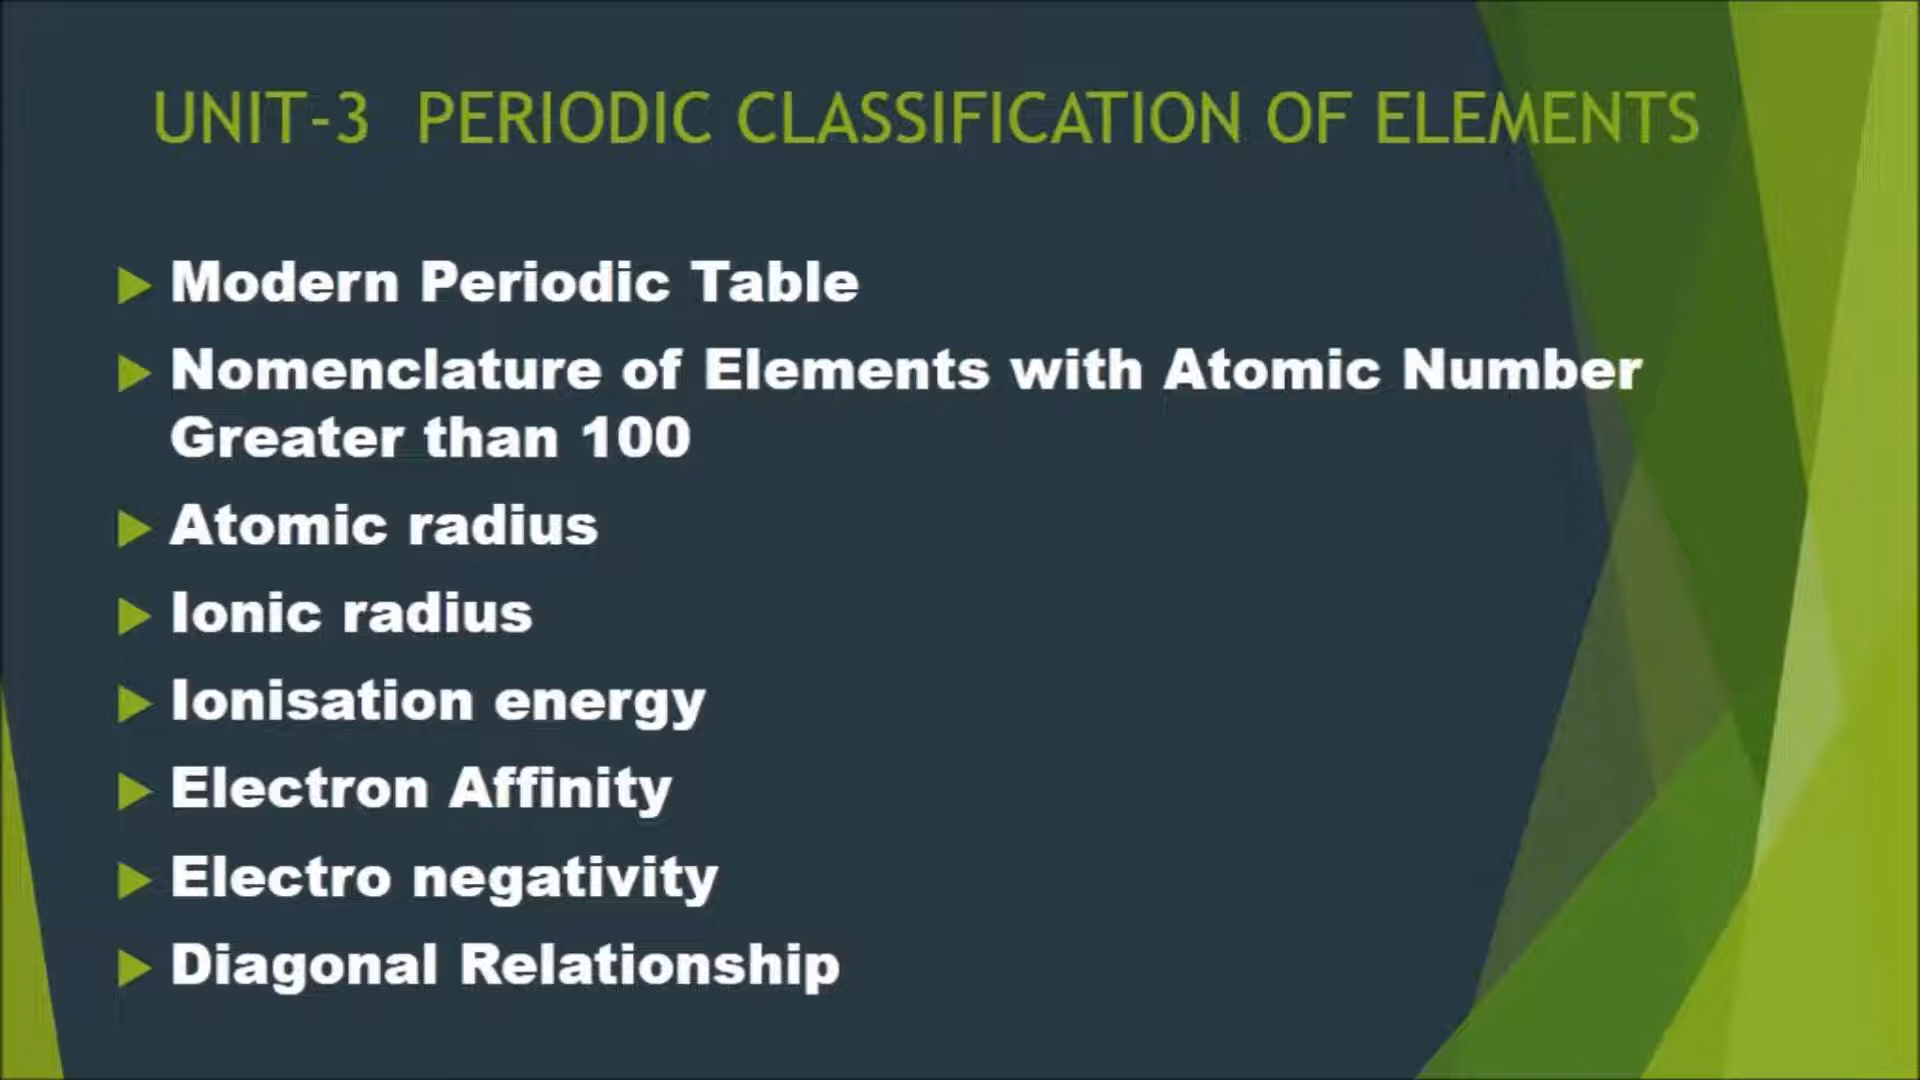 UNIT-3 PERIODIC CLASSIFICATION OF ELEMENTS
Modern Periodic Table
Nomenclature of Elements with Atomic Number
Greater than 100
Atomic radius
Ionic radius
Ionisation energy
Electron Affinity
Electro negativity
Diagonal Relationship